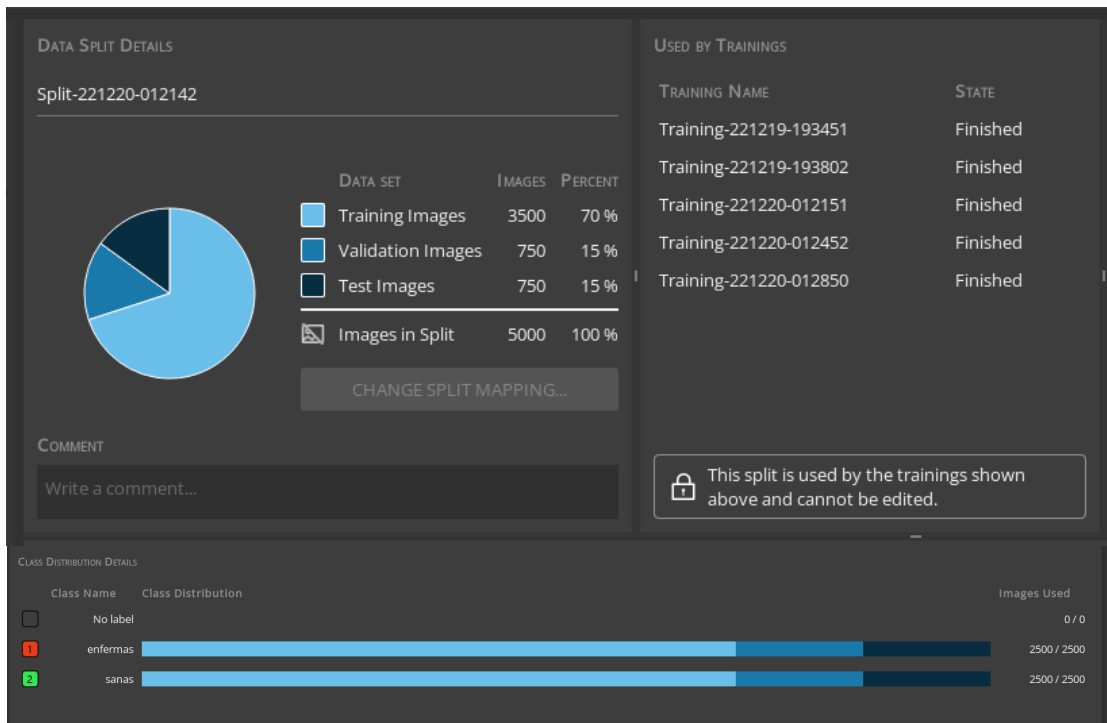 Data Split Details
Split-221220-012142
Data set Images Percent
Training Images 3500 70 %
Validation Images 750 15 %
Test Images 750 15 %
Images in Split 5000 100 %
CHANGE SPLIT MAPPING...
Comment
Write a comment...
Used by Trainings
Training Name State
Training-221219-193451 Finished
Training-221219-193802 Finished
Training-221220-012151 Finished
Training-221220-012452 Finished
Training-221220-012850 Finished
This split is used by the trainings shown
above and cannot be edited.
Class Distribution Details
Class Name Class Distribution Images Used
No label 0 / 0
1 enfermas 2500 / 2500
2 sanas 2500 / 2500